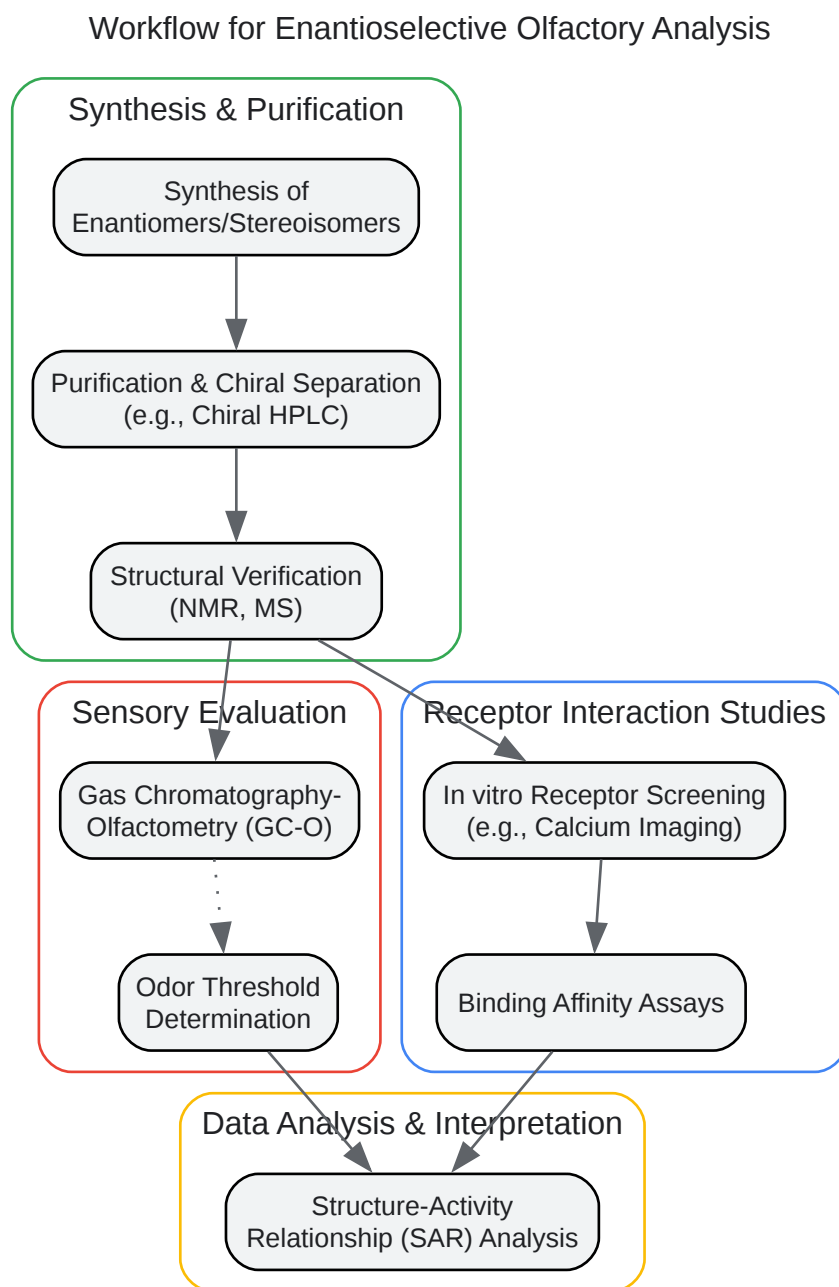 Workflow for Enantioselective Olfactory Analysis
Synthesis & Purification
Synthesis of
Enantiomers/Stereoisomers
Purification & Chiral Separation
(e.g., Chiral HPLC)
Structural Verification
(NMR, MS)
Sensory Evaluation
Gas Chromatography-
Olfactometry (GC-O)
Odor Threshold
Determination
Receptor Interaction Studies
In vitro Receptor Screening
(e.g., Calcium Imaging)
Binding Affinity Assays
Data Analysis & Interpretation
Structure-Activity
Relationship (SAR) Analysis